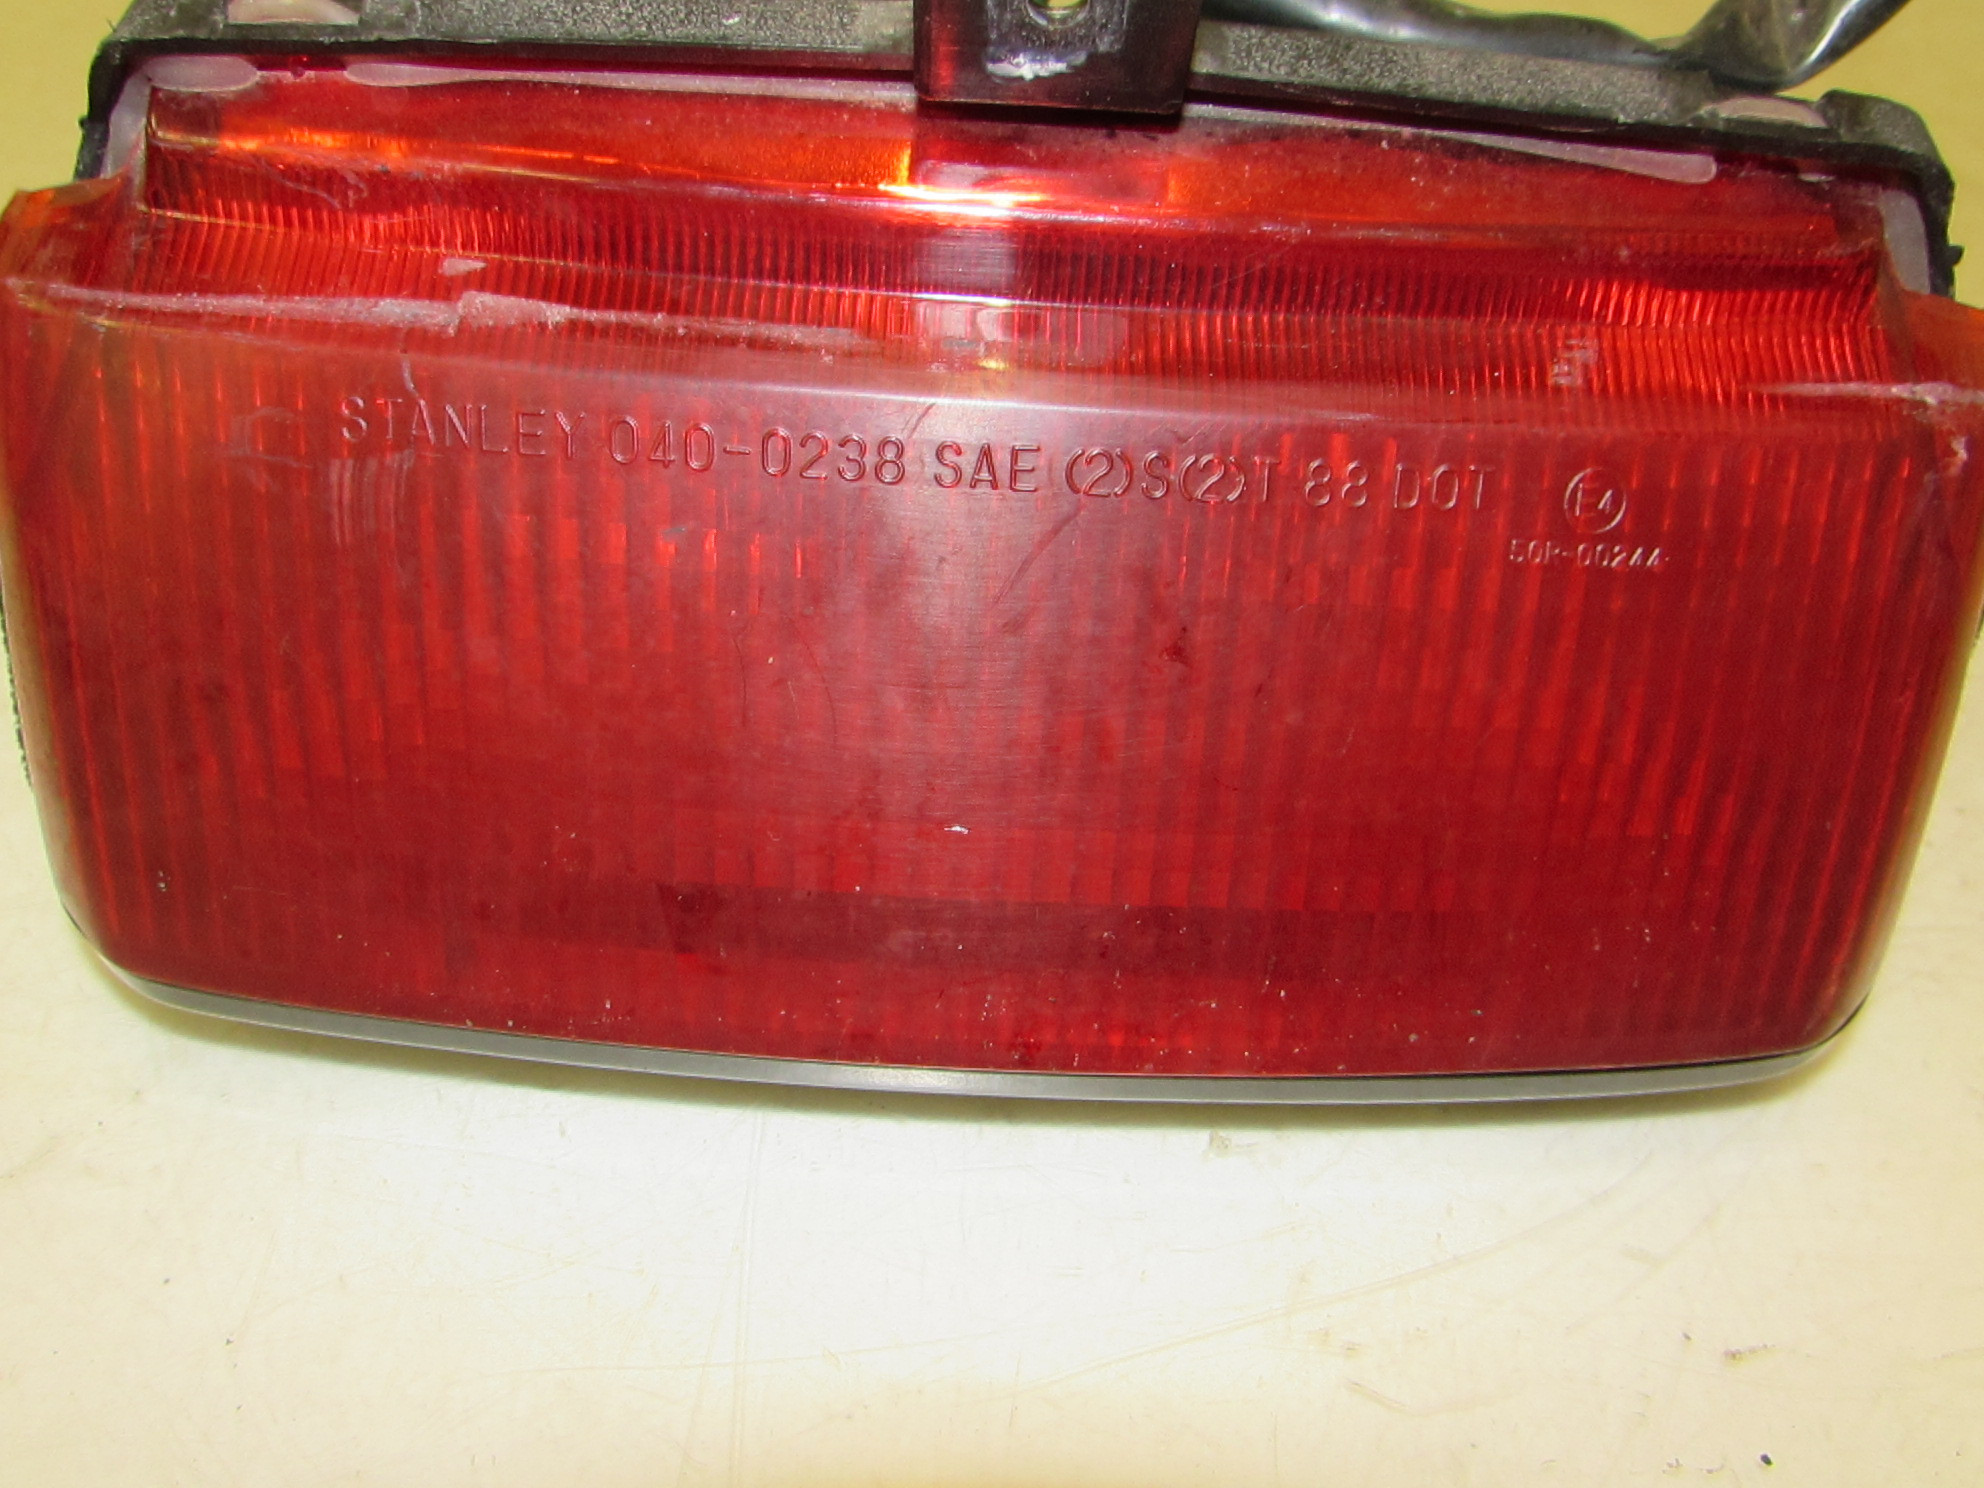 STANLEY 040-0238 SAE (2)S(2)T 88 DOT
E4
50R-00244